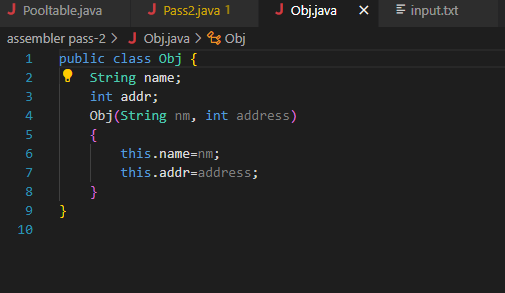 Pooltable.java Pass2.java 1 Obj.java input.txt
assembler pass-2 > Obj.java > Obj
1 public class Obj {
2 String name;
3 int addr;
4 Obj(String nm, int address)
5 {
6 this.name=nm;
7 this.addr=address;
8 }
9 }
10